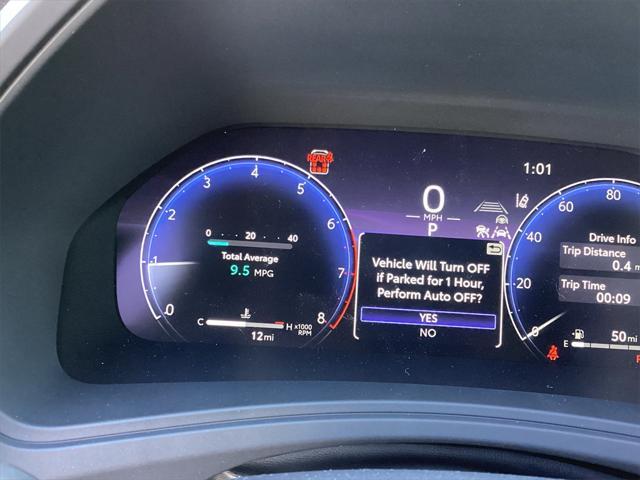 REAR
1:01
0
MPH
P
0 20 40
Total Average
9.5 MPG
0
1
2
3
4
5
6
7
8
x1000
RPM
C
H
12mi
Vehicle Will Turn OFF
if Parked for 1 Hour,
Perform Auto OFF?
YES
NO
0
20
40
60
80
Drive Info
Trip Distance
0.4
Trip Time
00:09
E
50mi